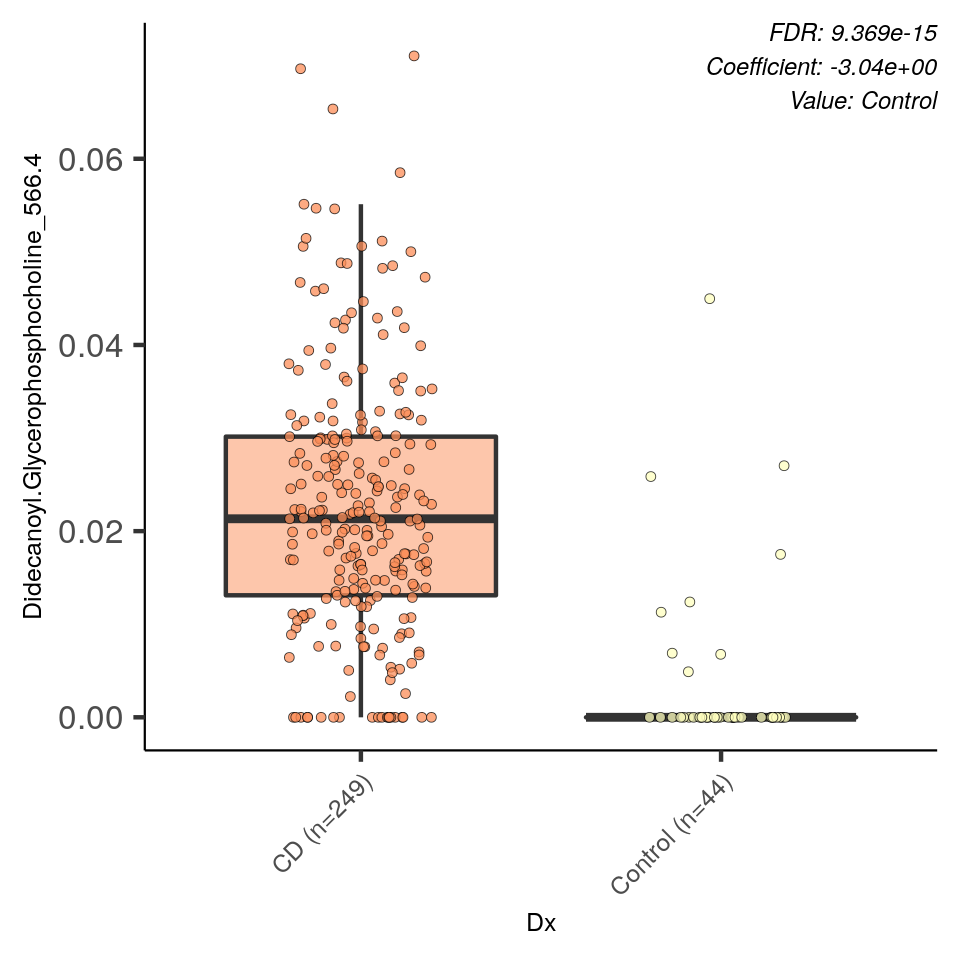 FDR: 9.369e-15
Coefficient: -3.04e+00
Value: Control
Didecanoyl.Glycerophosphocholine_566.4
0.06
0.04
0.02
0.00
CD (n=249)
Control (n=44)
Dx